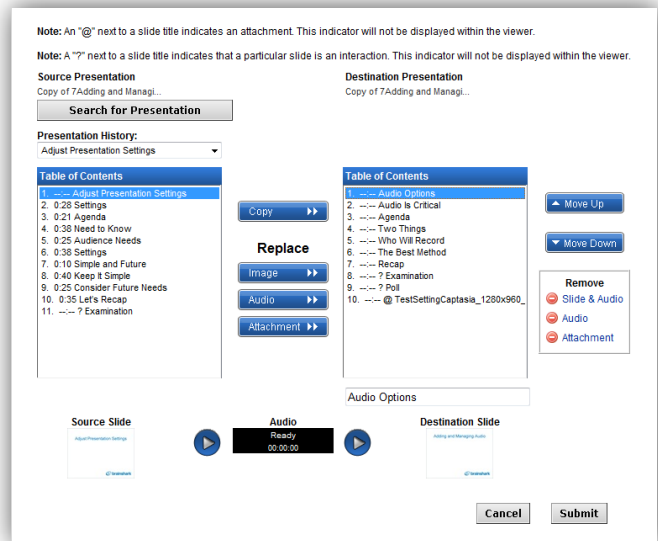 Note: An "@" next to a slide title indicates an attachment. This indicator will not be displayed within the viewer.
Note: A "?" next to a slide title indicates that a particular slide is an interaction. This indicator will not be displayed within the viewer.
Source Presentation
Copy of 7Adding and Managi...
Search for Presentation
Presentation History:
Adjust Presentation Settings
Destination Presentation
Copy of 7Adding and Managi...
Table of Contents
1. --:-- Adjust Presentation Settings
2. 0:28 Settings
3. 0:21 Agenda
4. 0:38 Need to Know
5. 0:25 Audience Needs
6. 0:38 Settings
7. 0:10 Simple and Future
8. 0:40 Keep It Simple
9. 0:25 Consider Future Needs
10. 0:35 Let's Recap
11. --:-- ? Examination
Copy
Replace
Image
Audio
Attachment
Table of Contents
1. --:-- Audio Options
2. --:-- Audio Is Critical
3. --:-- Agenda
4. --:-- Two Things
5. --:-- Who Will Record
6. --:-- The Best Method
7. --:-- Recap
8. --:-- ? Examination
9. --:-- ? Poll
10. --:-- @ TestSettingCaptasia_1280x960_
Audio Options
Move Up
Move Down
Remove
Slide & Audio
Audio
Attachment
Source Slide
Adjust Presentation Settings
brainshark
Audio
Ready
00:00:00
Destination Slide
Adding and Managing Audio
brainshark
Cancel
Submit